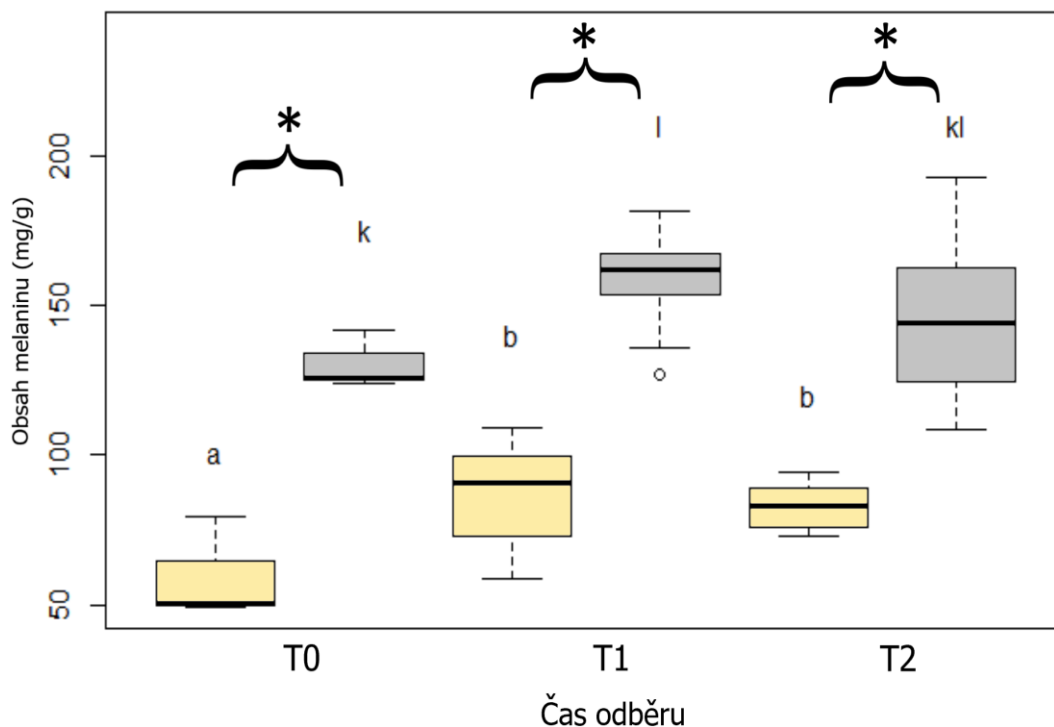 Obsah melaninu (mg/g)
200
150
100
50
*
*
*
a
k
b
l
b
kl
T0 T1 T2
Čas odběru